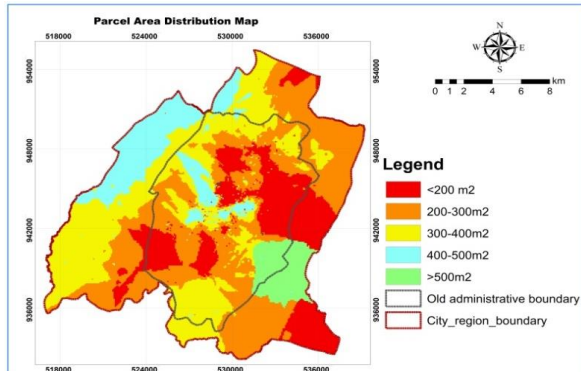 Parcel Area Distribution Map
518000 524000 530000 536000
954000 954000
948000 948000
942000 942000
936000 936000
518000 524000 530000 536000
N
W E
S
km
0 1 2 4 6 8
Legend
<200 m2
200-300m2
300-400m2
400-500m2
>500m2
Old administrative boundary
City_region_boundary